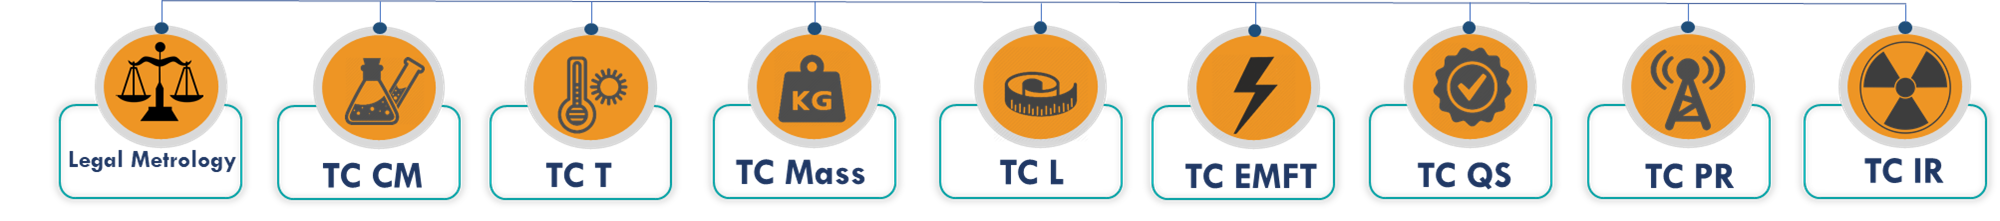 Legal Metrology
TC CM
TC T
KG
TC Mass
TC L
TC EMFT
TC QS
TC PR
TC IR